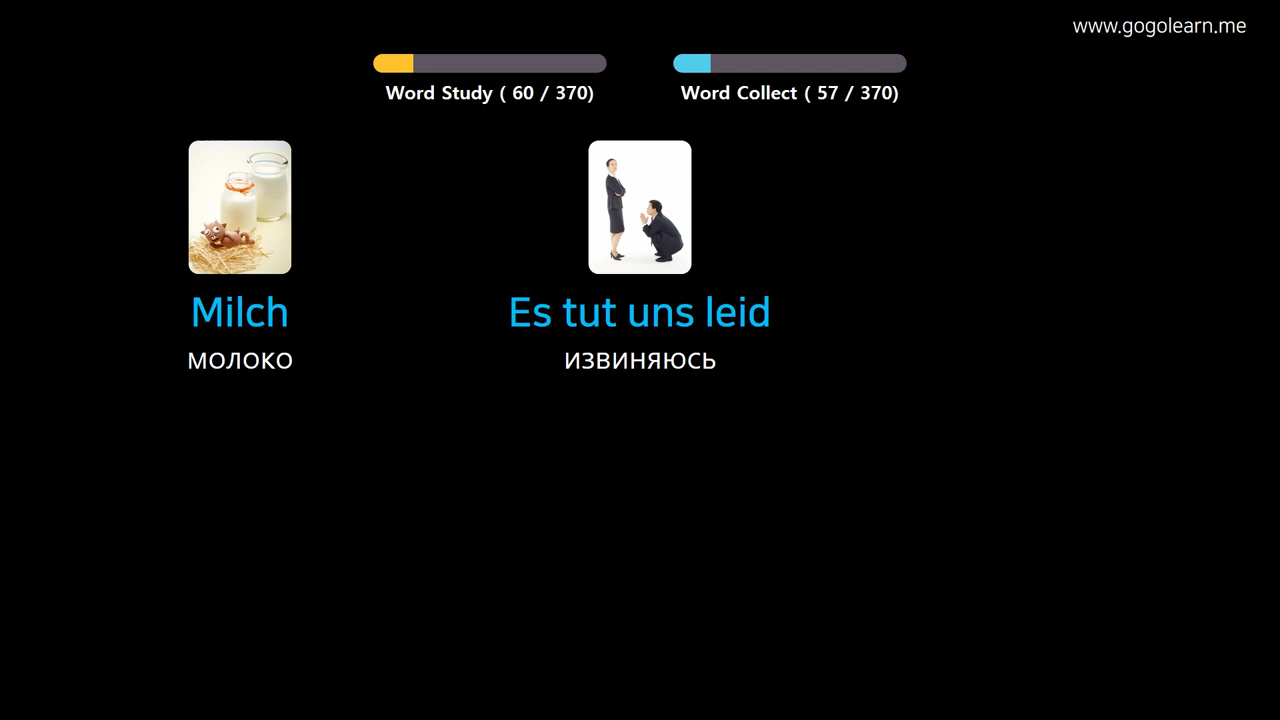 www.gogolearn.me
Word Study ( 60 / 370)
Word Collect ( 57 / 370)
Milch
Es tut uns leid
МОЛОКО
ИЗВИНЯЮСЬ